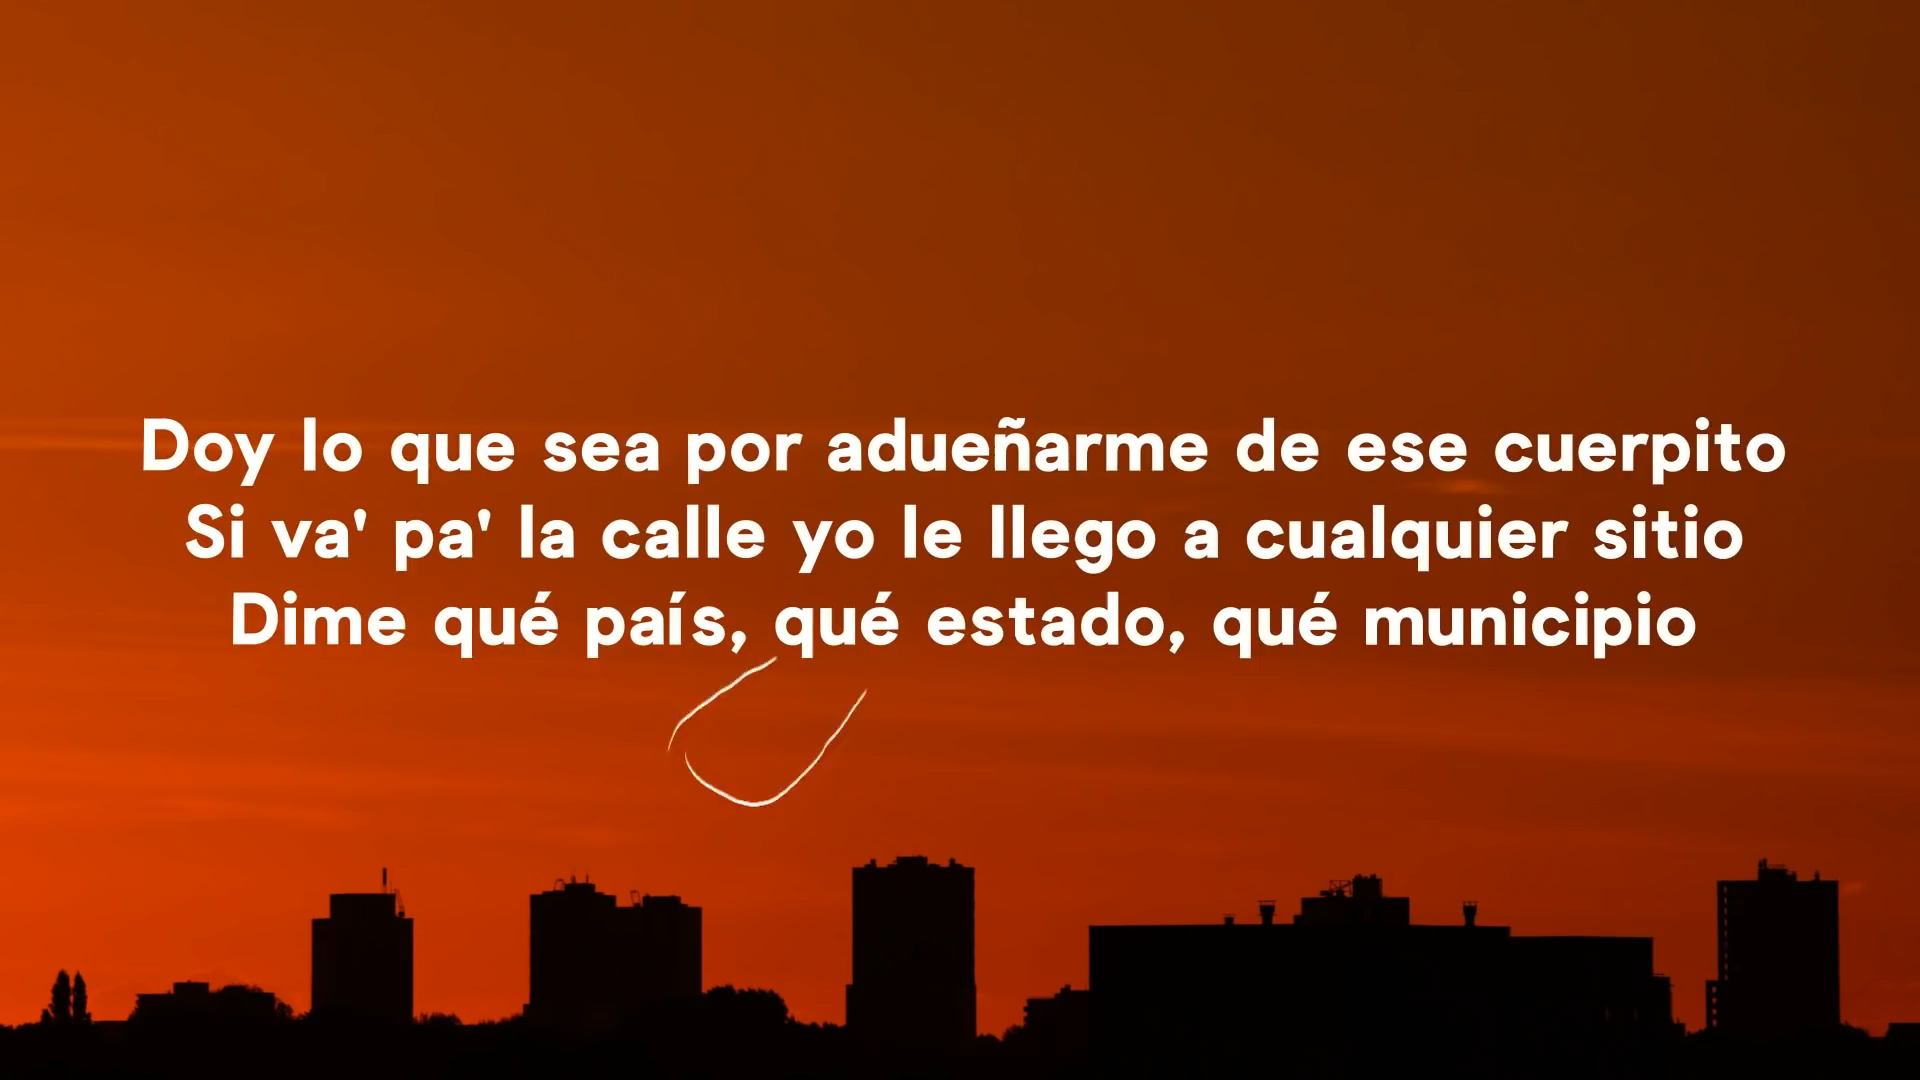 Doy lo que sea por adueñarme de ese cuerpito
Si va' pa' la calle yo le llego a cualquier sitio
Dime qué país, qué estado, qué municipio